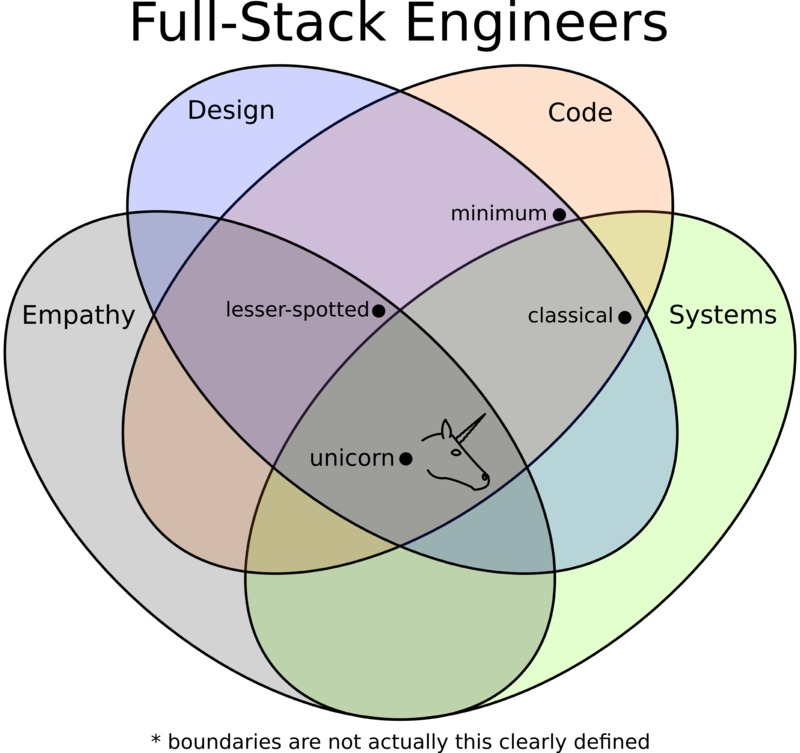 Full-Stack Engineers
Design
Code
minimum
lesser-spotted
classical
Empathy
Systems
unicorn
* boundaries are not actually this clearly defined